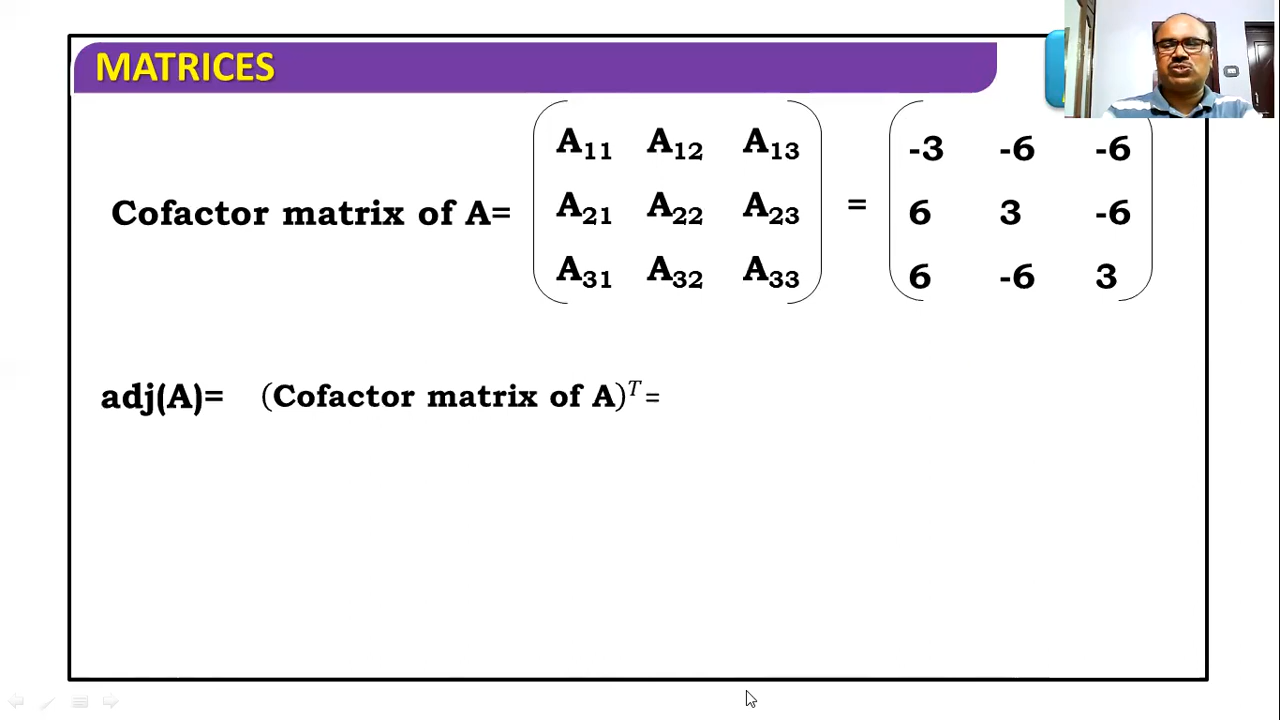 MATRICES
A₁₁ A₁₂ A₁₃ -3 -6 -6
Cofactor matrix of A= A₂₁ A₂₂ A₂₃ = 6 3 -6
A₃₁ A₃₂ A₃₃ 6 -6 3
adj(A)= (Cofactor matrix of A)ᵀ=